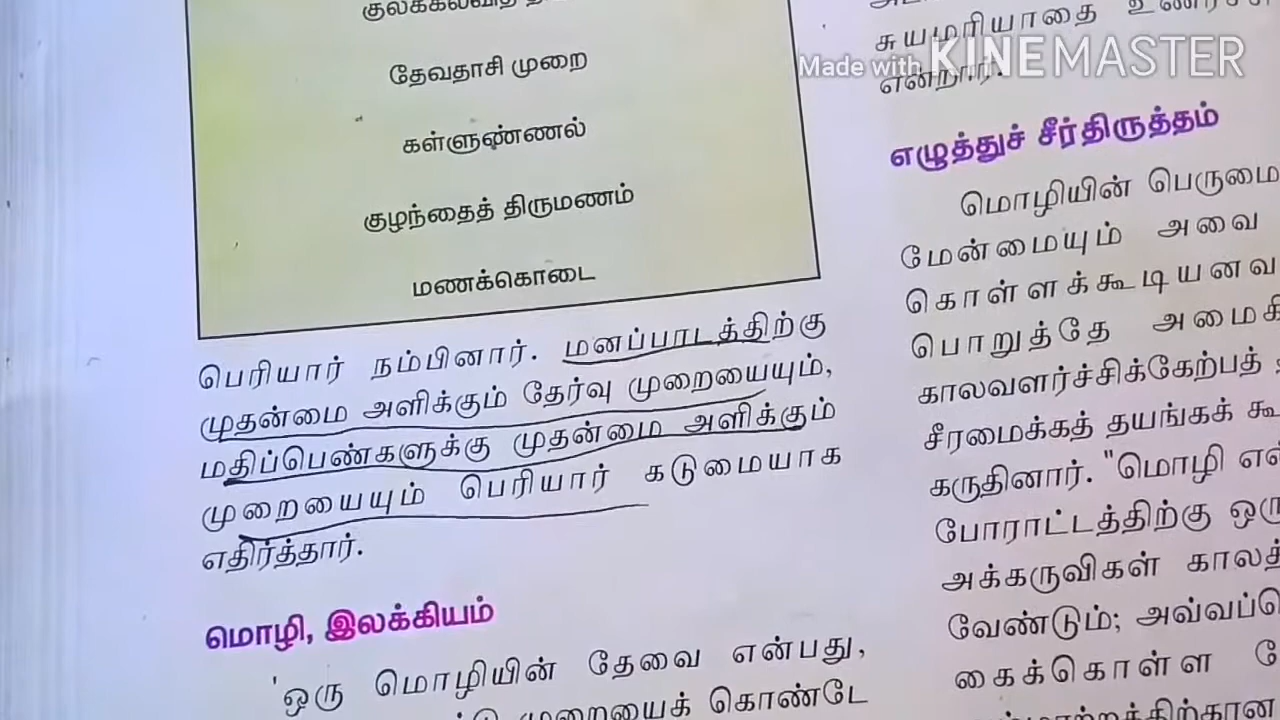 தேவதாசி முறை
கள்ளுண்ணல்
குழந்தைத் திருமணம்
மணக்கொடை
பெரியார் நம்பினார். மனப்பாடத்திற்கு
முதன்மை அளிக்கும் தேர்வு முறையையும்,
மதிப்பெண்களுக்கு முதன்மை அளிக்கும்
முறையையும் பெரியார் கடுமையாக
எதிர்த்தார்.
மொழி, இலக்கியம்
'ஒரு மொழியின் தேவை என்பது,
முறையைக் கொண்டே
சுயமரியாதை
Made with KINEMASTER
என்றார்.
எழுத்துச் சீர்திருத்தம்
மொழியின் பெருமை
மேன்மையும் அவை
கொள்ளக்கூடியனவ
பொறுத்தே அமைகி
காலவளர்ச்சிக்கேற்பத்
சீரமைக்கத் தயங்கக் கூ
கருதினார். "மொழி என்
போராட்டத்திற்கு ஒரு
அக்கருவிகள் காலத்
வேண்டும்; அவ்வப்
கைக்கொள்ள